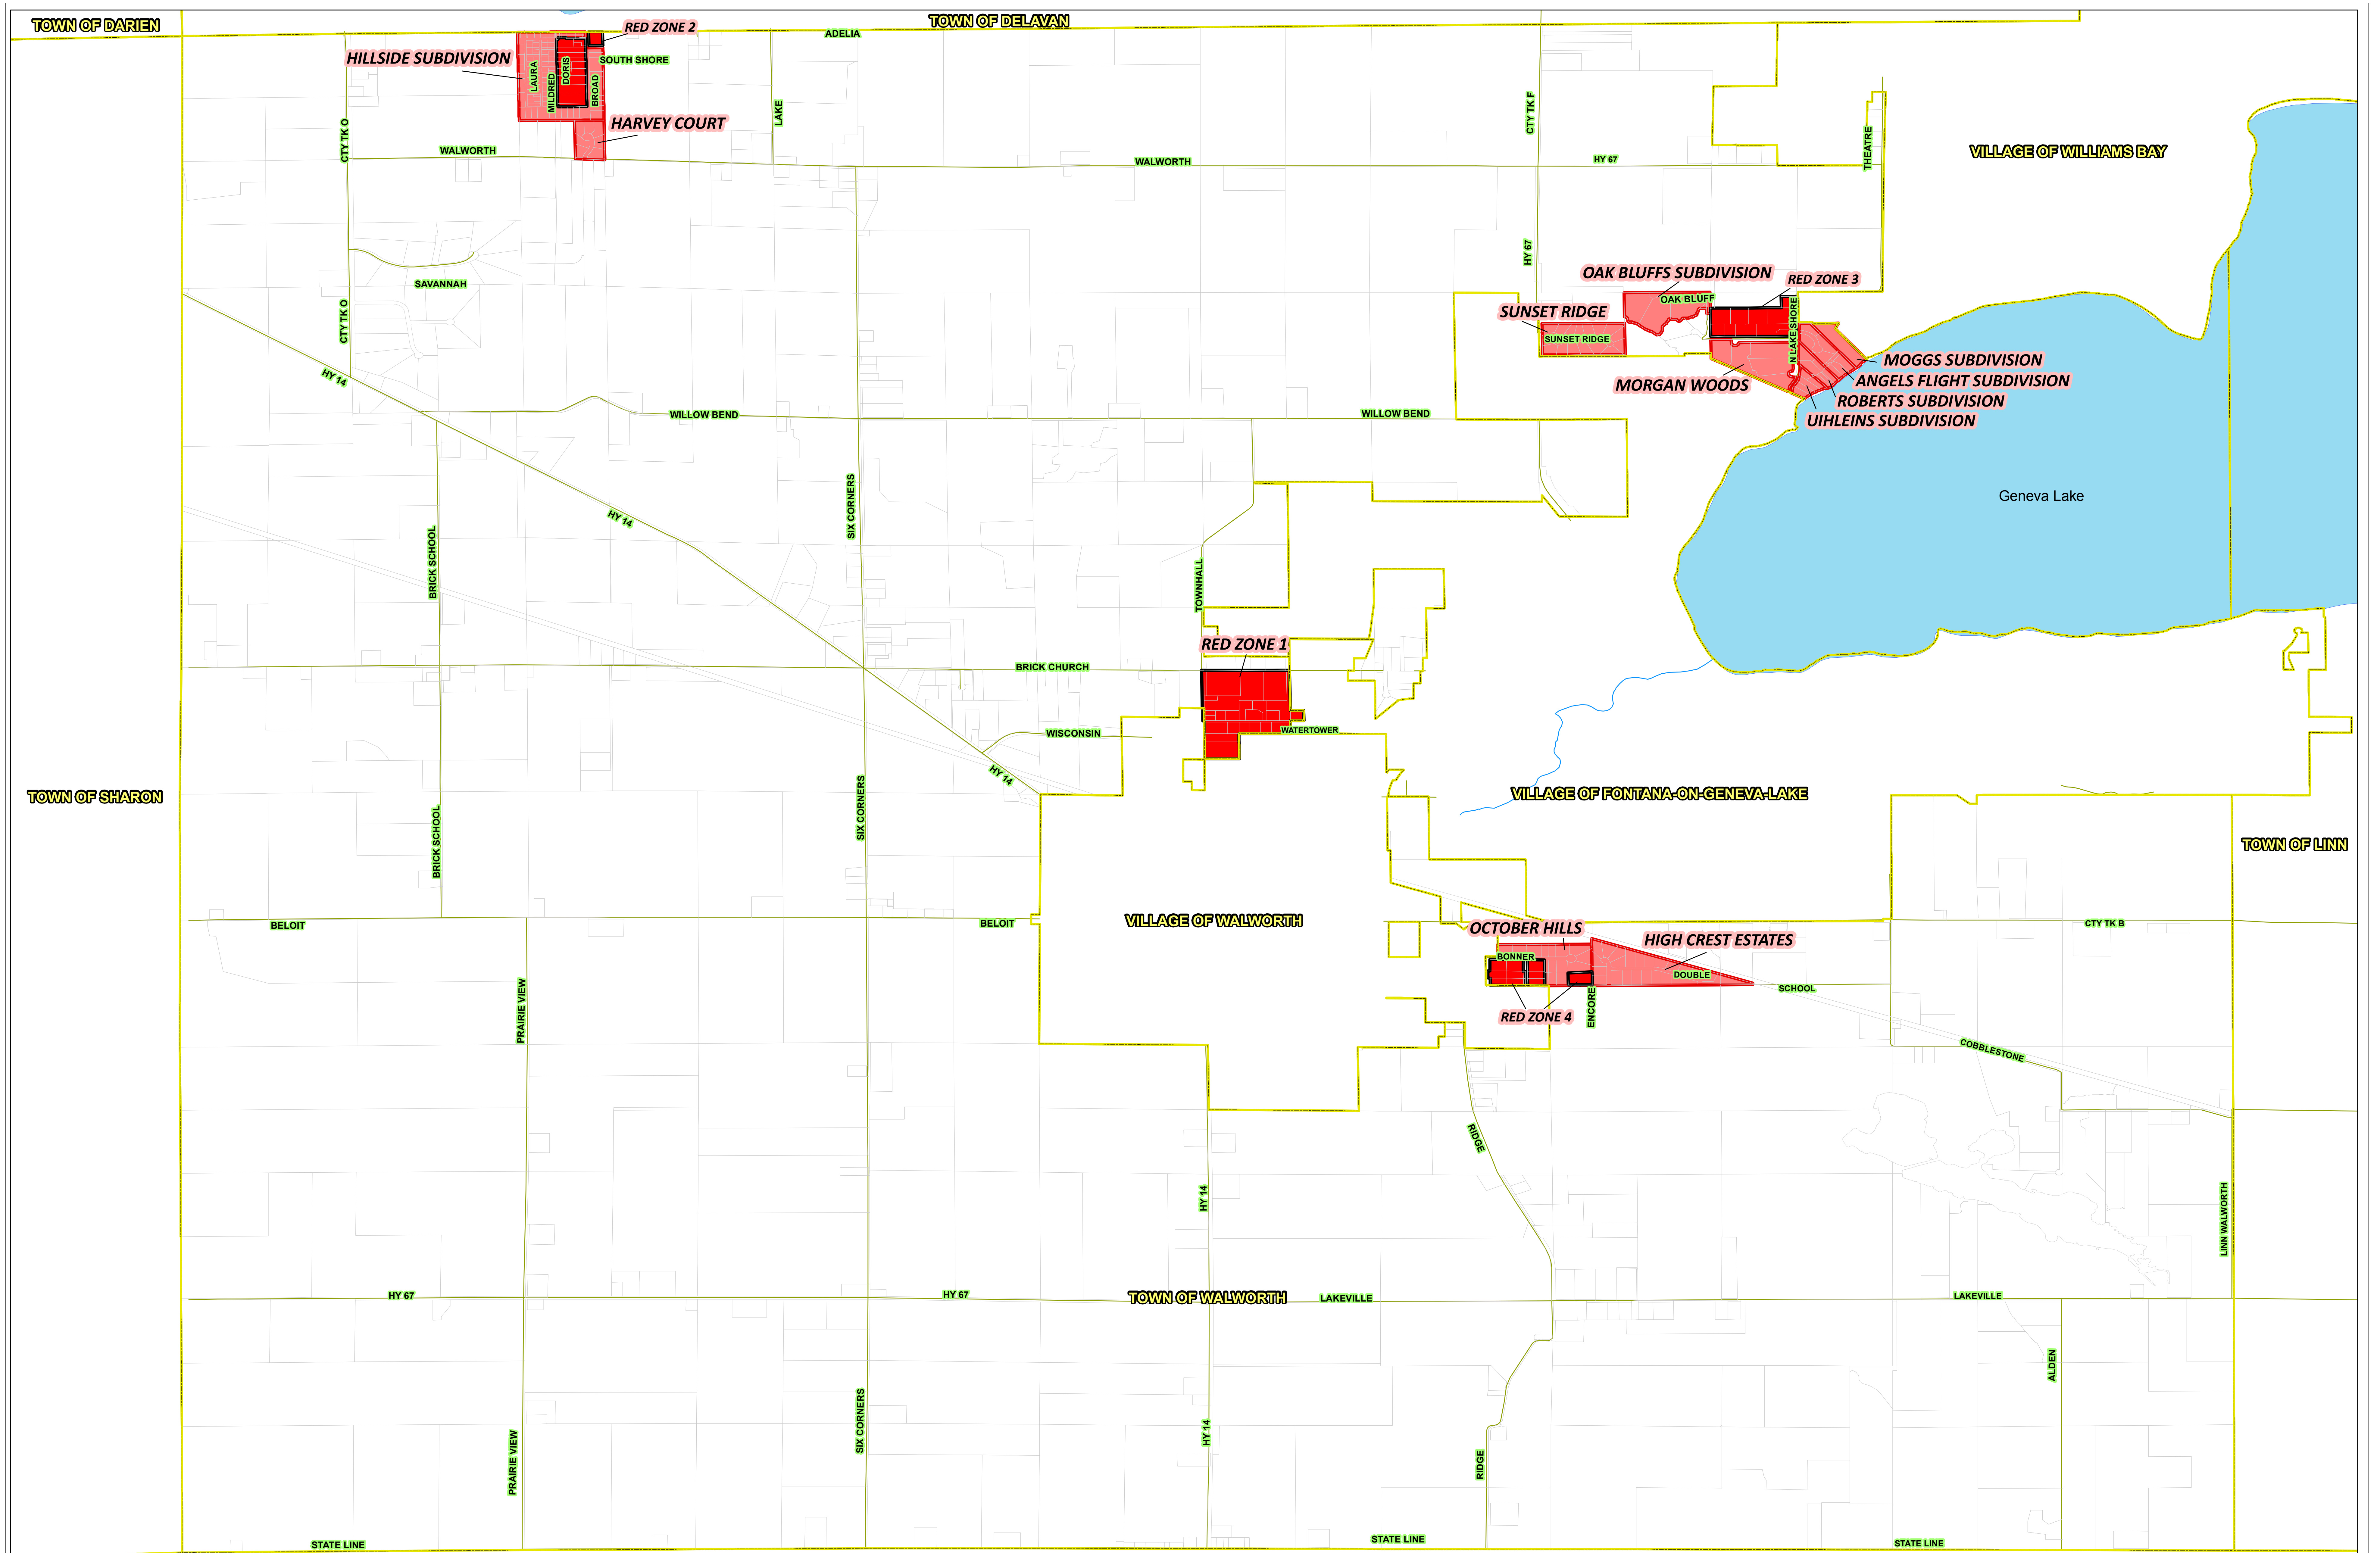 TOWN OF DARIEN
TOWN OF DELAVAN
RED ZONE 2
ADELIA
HILLSIDE SUBDIVISION
SOUTH SHORE
LAURA
MILDRED
DORIS
BROAD
LAKE
CTY TK F
HARVEY COURT
CTY TK O
WALWORTH
WALWORTH
HY 67
THEATRE
VILLAGE OF WILLIAMS BAY
HY 67
SAVANNAH
CTY TK O
OAK BLUFFS SUBDIVISION
RED ZONE 3
OAK BLUFF
SUNSET RIDGE
SUNSET RIDGE
N LAKE SHORE
MOGGS SUBDIVISION
MORGAN WOODS
ANGELS FLIGHT SUBDIVISION
ROBERTS SUBDIVISION
UIHLEINS SUBDIVISION
HY 14
WILLOW BEND
WILLOW BEND
Geneva Lake
SIX CORNERS
HY 14
BRICK SCHOOL
TOWNHALL
RED ZONE 1
BRICK CHURCH
WISCONSIN
WATERTOWER
HY 14
TOWN OF SHARON
VILLAGE OF FONTANA-ON-GENEVA-LAKE
SIX CORNERS
BRICK SCHOOL
TOWN OF LINN
BELOIT
BELOIT
VILLAGE OF WALWORTH
CTY TK B
OCTOBER HILLS
HIGH CREST ESTATES
BONNER
DOUBLE
SCHOOL
PRAIRIE VIEW
RED ZONE 4
ENCORE
COBBLESTONE
RIDGE
HY 14
LINN WALWORTH
HY 67
HY 67
TOWN OF WALWORTH
LAKEVILLE
LAKEVILLE
ALDEN
SIX CORNERS
HY 14
PRAIRIE VIEW
RIDGE
STATE LINE
STATE LINE
STATE LINE